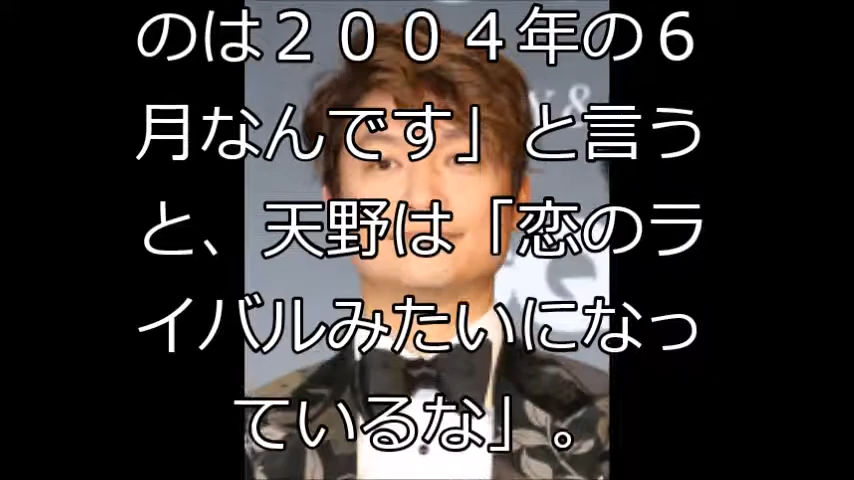 のは２００４年の６
月なんです」と言う
と、天野は「恋のラ
イバルみたいになっ
ているな」。